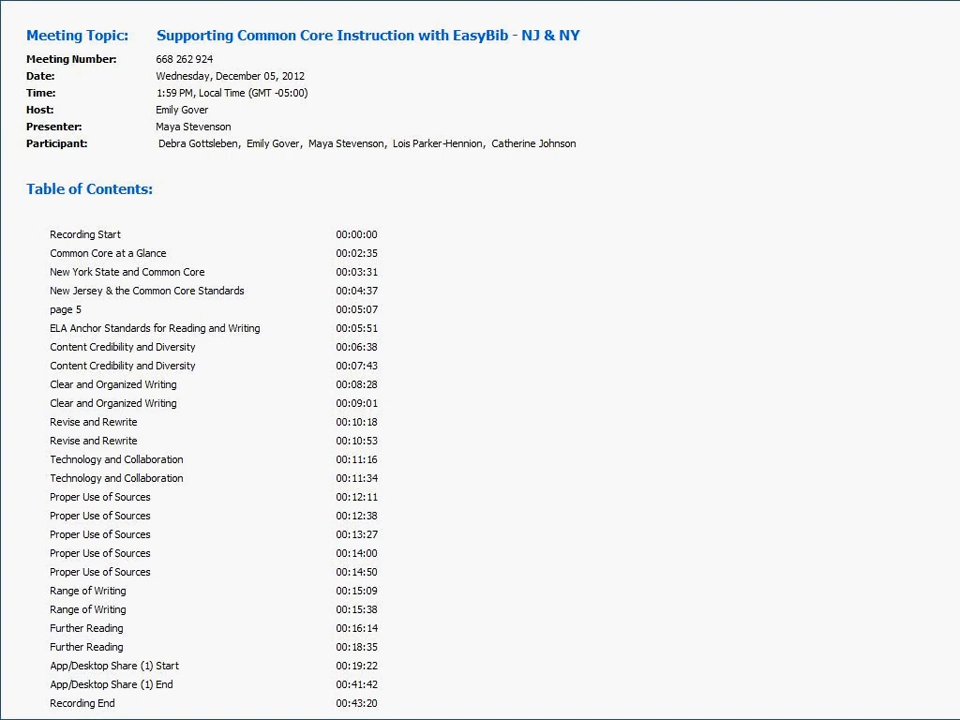 Meeting Topic: Supporting Common Core Instruction with EasyBib - NJ & NY
Meeting Number: 668 262 924
Date: Wednesday, December 05, 2012
Time: 1:59 PM, Local Time (GMT -05:00)
Host: Emily Gover
Presenter: Maya Stevenson
Participant: Debra Gottsleben, Emily Gover, Maya Stevenson, Lois Parker-Hennion, Catherine Johnson
Table of Contents:
Recording Start 00:00:00
Common Core at a Glance 00:02:35
New York State and Common Core 00:03:31
New Jersey & the Common Core Standards 00:04:37
page 5 00:05:07
ELA Anchor Standards for Reading and Writing 00:05:51
Content Credibility and Diversity 00:06:38
Content Credibility and Diversity 00:07:43
Clear and Organized Writing 00:08:28
Clear and Organized Writing 00:09:01
Revise and Rewrite 00:10:18
Revise and Rewrite 00:10:53
Technology and Collaboration 00:11:16
Technology and Collaboration 00:11:34
Proper Use of Sources 00:12:11
Proper Use of Sources 00:12:38
Proper Use of Sources 00:13:27
Proper Use of Sources 00:14:00
Proper Use of Sources 00:14:50
Range of Writing 00:15:09
Range of Writing 00:15:38
Further Reading 00:16:14
Further Reading 00:18:35
App/Desktop Share (1) Start 00:19:22
App/Desktop Share (1) End 00:41:42
Recording End 00:43:20